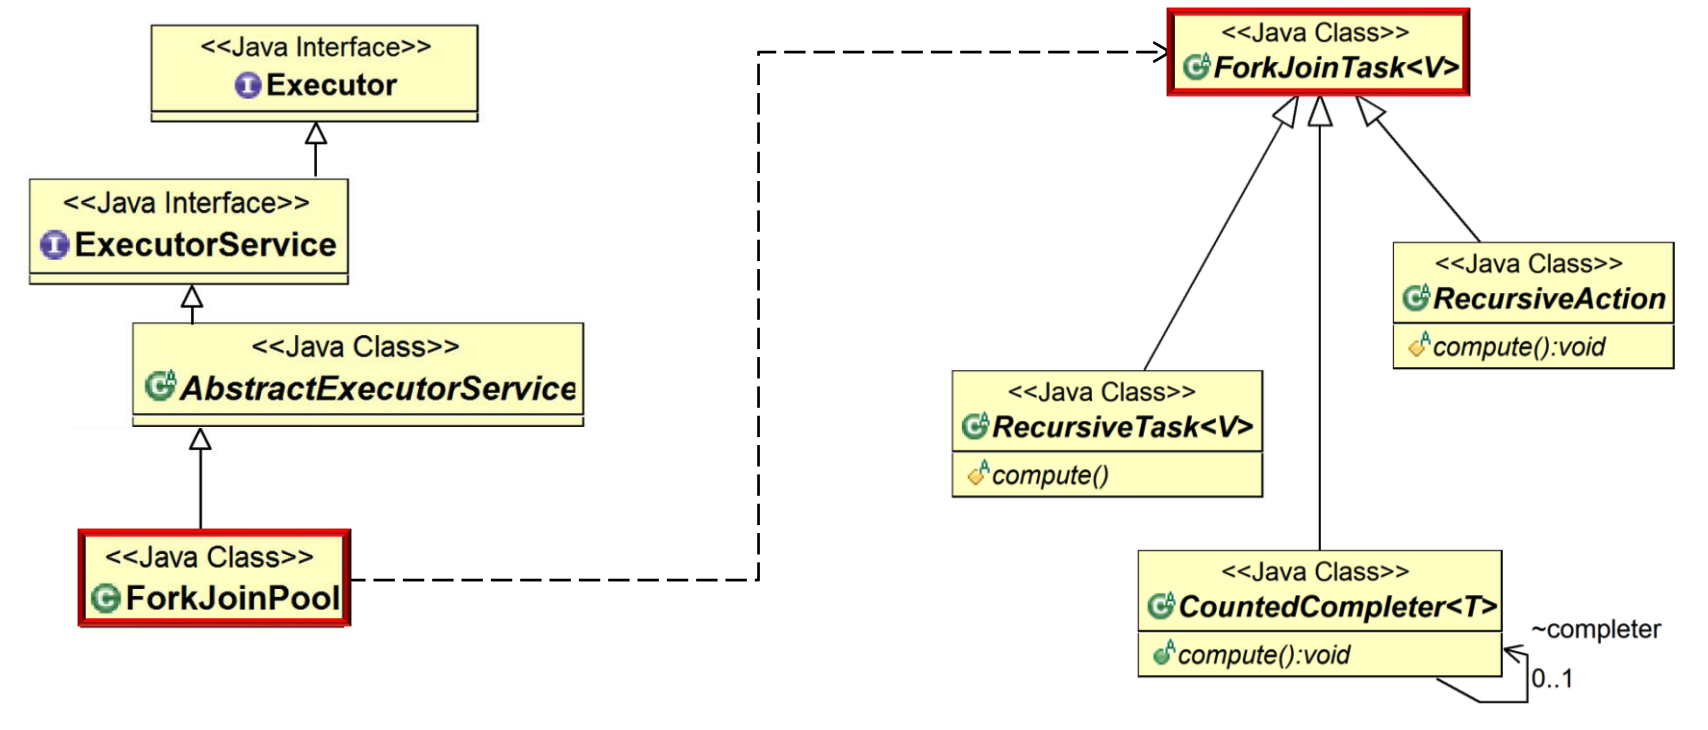 <<Java Interface>>
Executor
<<Java Interface>>
ExecutorService
<<Java Class>>
AbstractExecutorService
<<Java Class>>
ForkJoinPool
<<Java Class>>
ForkJoinTask<V>
<<Java Class>>
RecursiveAction
compute():void
<<Java Class>>
RecursiveTask<V>
compute()
<<Java Class>>
CountedCompleter<T>
compute():void
~completer
0..1